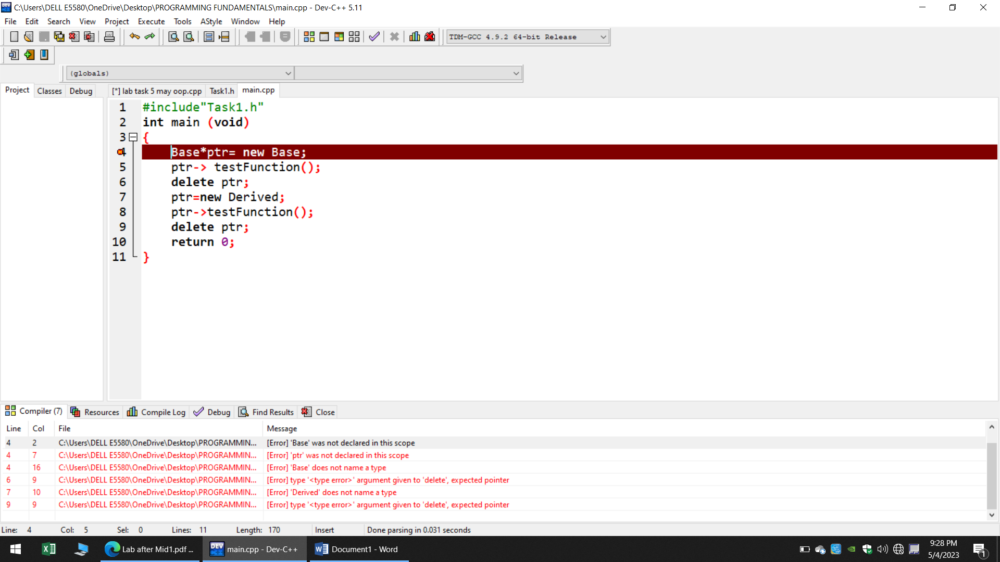 C:\Users\DELL E5580\OneDrive\Desktop\PROGRAMMING FUNDAMENTALS\main.cpp - Dev-C++ 5.11
File Edit Search View Project Execute Tools AStyle Window Help
TDM-GCC 4.9.2 64-bit Release
(globals)
Project Classes Debug [*] lab task 5 may oop.cpp Task1.h main.cpp
1 #include"Task1.h"
2 int main (void)
3 {
4 Base*ptr= new Base;
5 ptr-> testFunction();
6 delete ptr;
7 ptr=new Derived;
8 ptr->testFunction();
9 delete ptr;
10 return 0;
11 }
Compiler (7) Resources Compile Log Debug Find Results Close
Line Col File Message
4 2 C:\Users\DELL E5580\OneDrive\Desktop\PROGRAMMIN... [Error] 'Base' was not declared in this scope
4 7 C:\Users\DELL E5580\OneDrive\Desktop\PROGRAMMIN... [Error] 'ptr' was not declared in this scope
4 16 C:\Users\DELL E5580\OneDrive\Desktop\PROGRAMMIN... [Error] 'Base' does not name a type
6 9 C:\Users\DELL E5580\OneDrive\Desktop\PROGRAMMIN... [Error] type '<type error>' argument given to 'delete', expected pointer
7 10 C:\Users\DELL E5580\OneDrive\Desktop\PROGRAMMIN... [Error] 'Derived' does not name a type
9 9 C:\Users\DELL E5580\OneDrive\Desktop\PROGRAMMIN... [Error] type '<type error>' argument given to 'delete', expected pointer
Line: 4 Col: 5 Sel: 0 Lines: 11 Length: 170 Insert Done parsing in 0.031 seconds
Lab after Mid1.pdf ... DEV main.cpp - Dev-C++ Document1 - Word
9:28 PM
5/4/2023
1